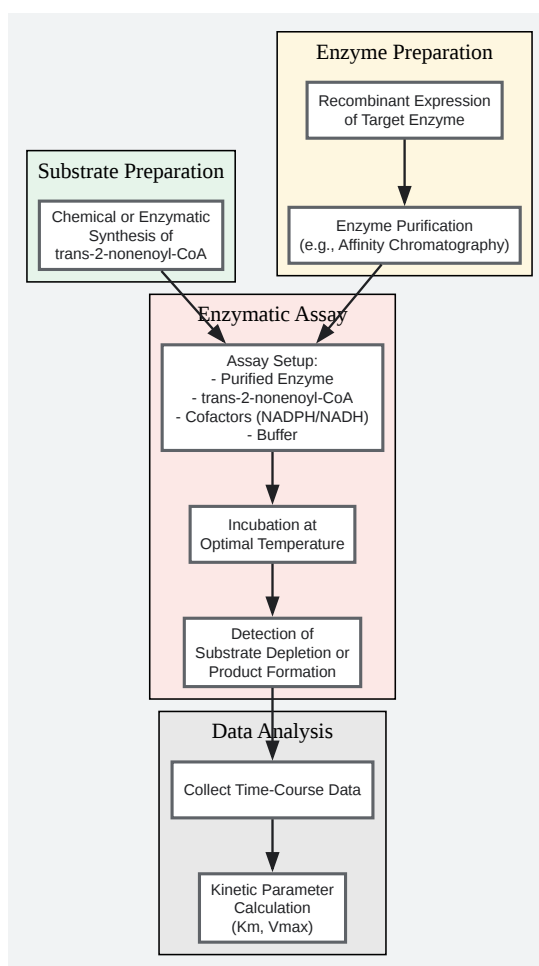 Enzyme Preparation
Recombinant Expression
of Target Enzyme
Enzyme Purification
(e.g., Affinity Chromatography)
Substrate Preparation
Chemical or Enzymatic
Synthesis of
trans-2-nonenoyl-CoA
Enzymatic Assay
Assay Setup:
- Purified Enzyme
- trans-2-nonenoyl-CoA
- Cofactors (NADPH/NADH)
- Buffer
Incubation at
Optimal Temperature
Detection of
Substrate Depletion or
Product Formation
Data Analysis
Collect Time-Course Data
Kinetic Parameter
Calculation
(Km, Vmax)